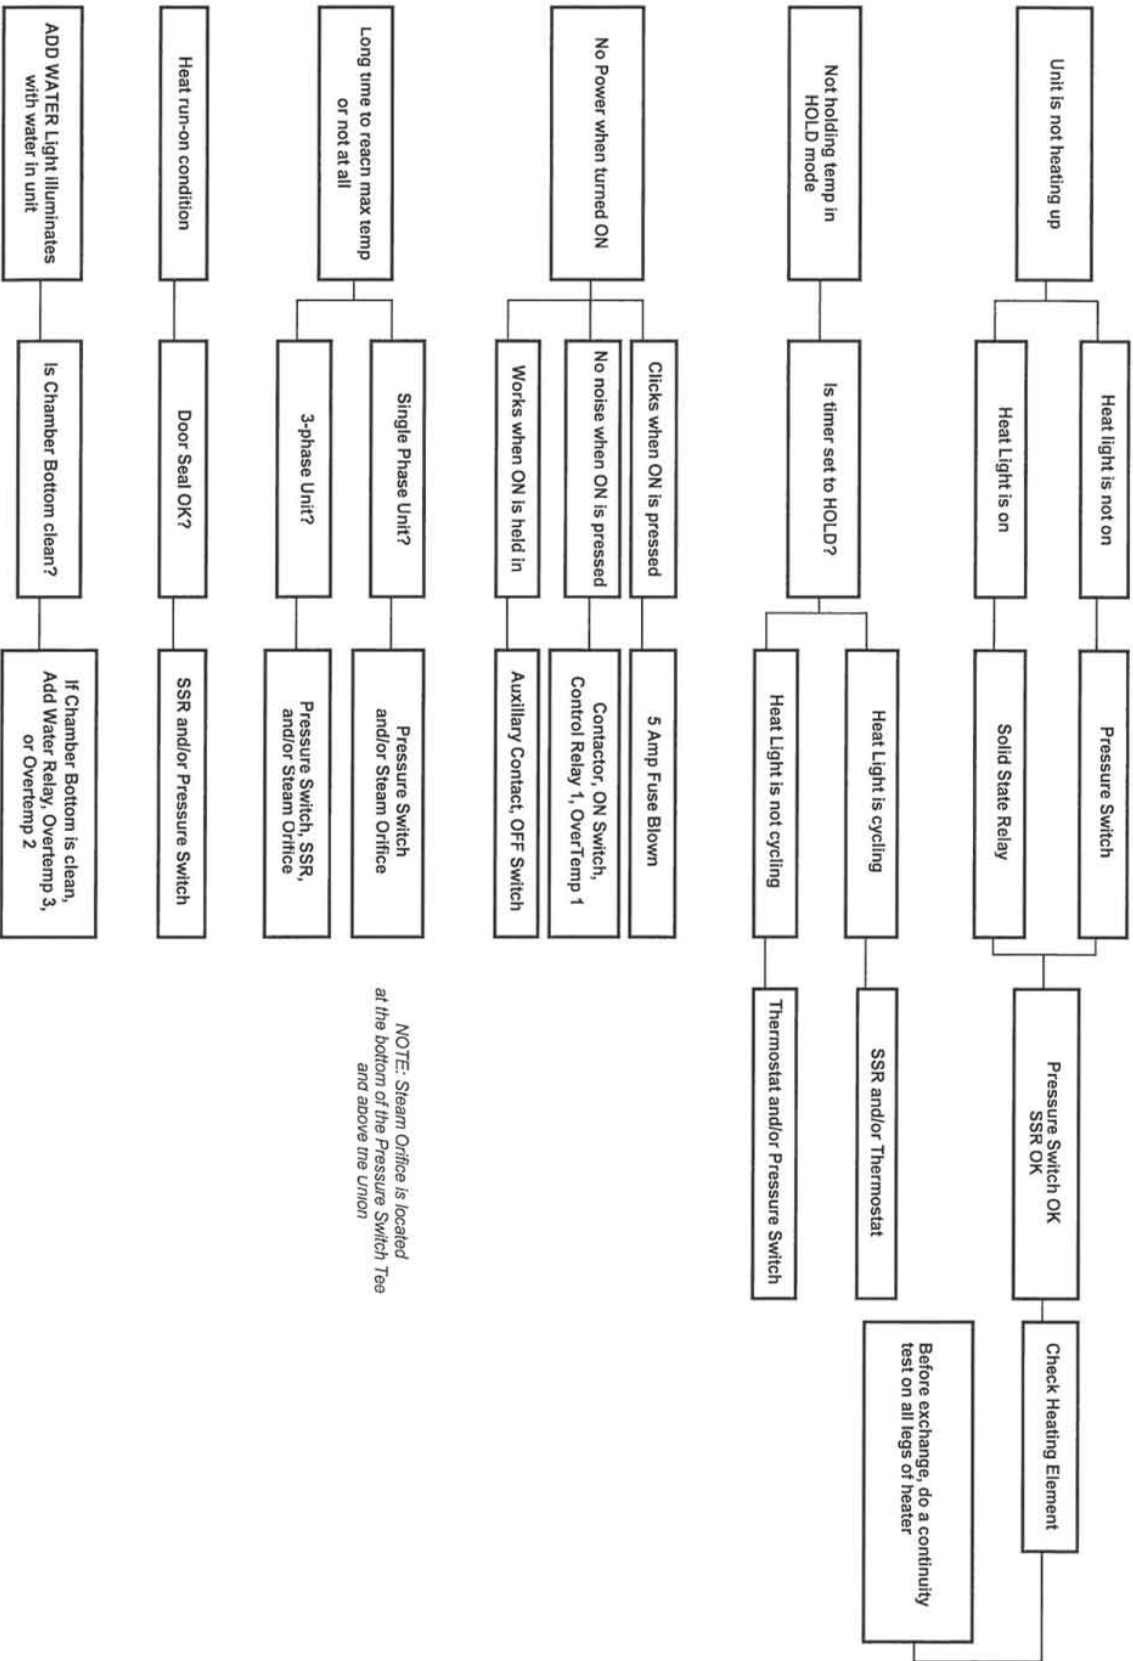 Unit is not heating up
Heat light is not on
Pressure Switch
Heat Light is on
Solid State Relay
Pressure Switch OK
SSR OK
Check Heating Element
Before exchange, do a continuity
test on all legs of heater
Not holding temp in
HOLD mode
Is timer set to HOLD?
Heat Light is cycling
SSR and/or Thermostat
Heat Light is not cycling
Thermostat and/or Pressure Switch
No Power when turned ON
Clicks when ON is pressed
5 Amp Fuse Blown
No noise when ON is pressed
Contactor, ON Switch,
Control Relay 1, OverTemp 1
Works when ON is held in
Auxillary Contact, OFF Switch
Long time to reacn max temp
or not at all
Single Phase Unit?
Pressure Switch
and/or Steam Orifice
3-phase Unit?
Pressure Switch, SSR,
and/or Steam Orifice
NOTE: Steam Orifice is located
at the bottom of the Pressure Switch Tee
and above the Union
Heat run-on condition
Door Seal OK?
SSR and/or Pressure Switch
ADD WATER Light illuminates
with water in unit
Is Chamber Bottom clean?
If Chamber Bottom is clean,
Add Water Relay, Overtemp 3,
or Overtemp 2